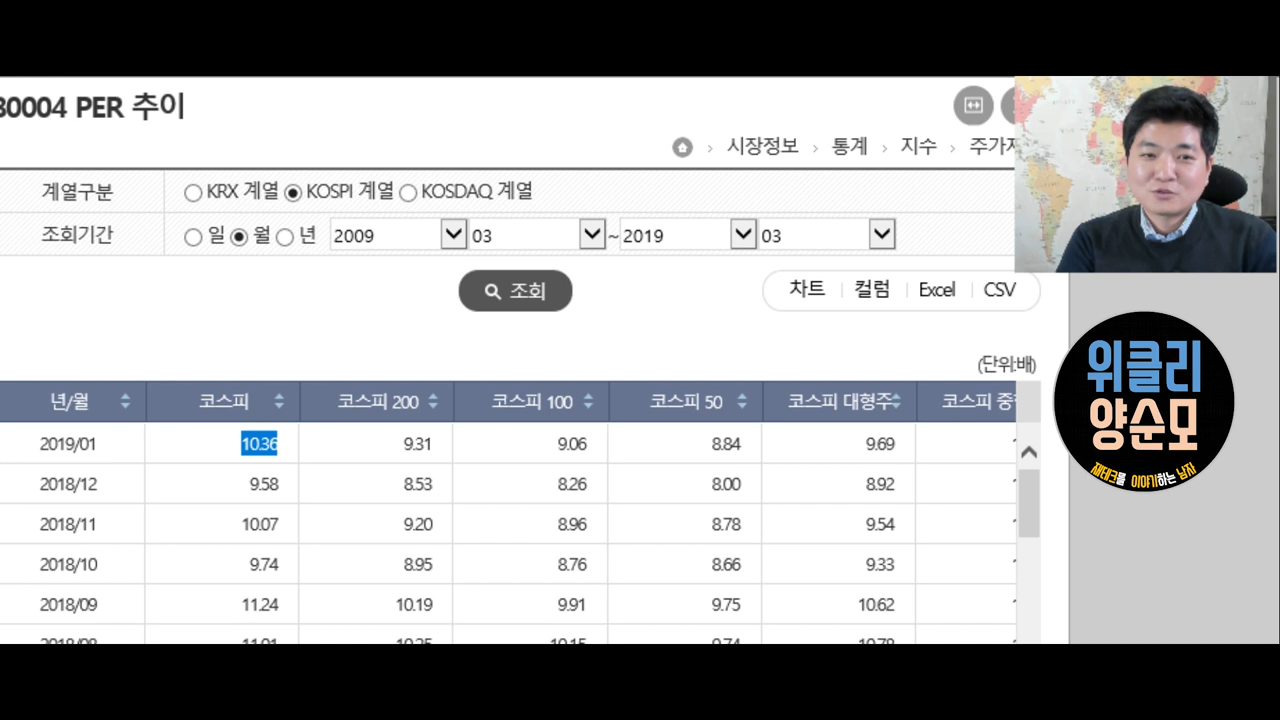 30004 PER 추이
시장정보 › 통계 › 지수 › 주가지
계열구분 KRX 계열 KOSPI 계열 KOSDAQ 계열
조회기간 일 월 년 2009 03 ~ 2019 03
조회 차트 컬럼 Excel CSV
(단위:배)
년/월 코스피 코스피 200 코스피 100 코스피 50 코스피 대형주 코스피 중형
2019/01 10.36 9.31 9.06 8.84 9.69
2018/12 9.58 8.53 8.26 8.00 8.92
2018/11 10.07 9.20 8.96 8.78 9.54
2018/10 9.74 8.95 8.76 8.66 9.33
2018/09 11.24 10.19 9.91 9.75 10.62
위클리
양순모
재테크를 이야기하는 남자